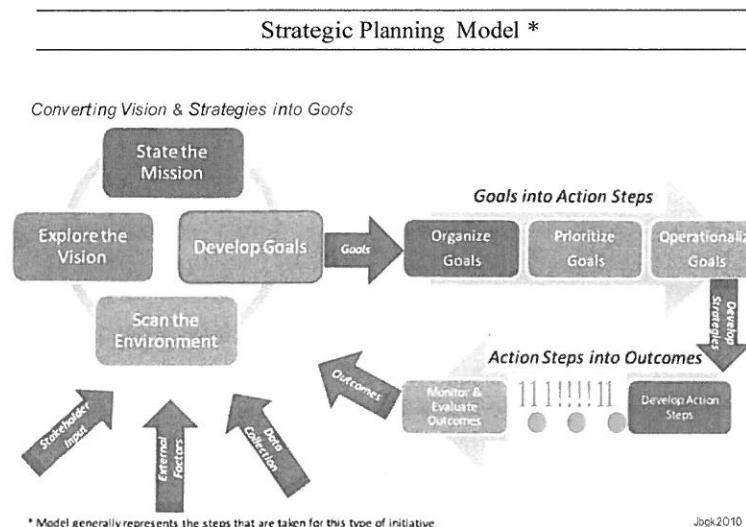 Strategic Planning Model *
Converting Vision & Strategies into Goofs
State the
Mission
Explore the
Vision
Develop Goals
Scan the
Environment
Goals
Goals into Action Steps
Organize
Goals
Prioritize
Goals
Operationaliz
Goals
Develop
Strategies
Action Steps into Outcomes
Develop Action
Steps
Monitor &
Evaluate
Outcomes
Outcomes
Stakeholder
Input
External
Factors
Data
Collection
* Model generally represents the steps that are taken for this type of initiative.
Jbgk2010